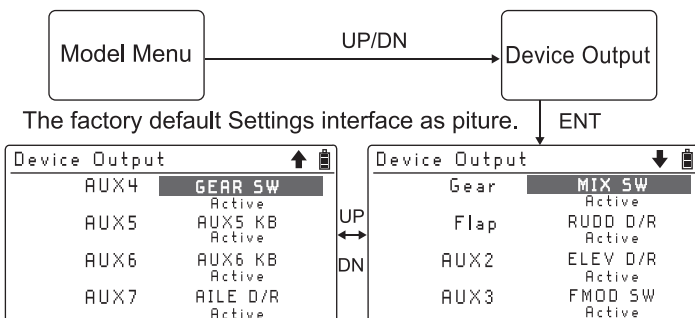 Model Menu
UP/DN
Device Output
The factory default Settings interface as piture.
ENT
Device Output
AUX4 GEAR SW
Active
AUX5 AUX5 KB
Active
AUX6 AUX6 KB
Active
AUX7 AILE D/R
Active
UP
DN
Device Output
Gear MIX SW
Active
Flap RUDD D/R
Active
AUX2 ELEV D/R
Active
AUX3 FMOD SW
Active